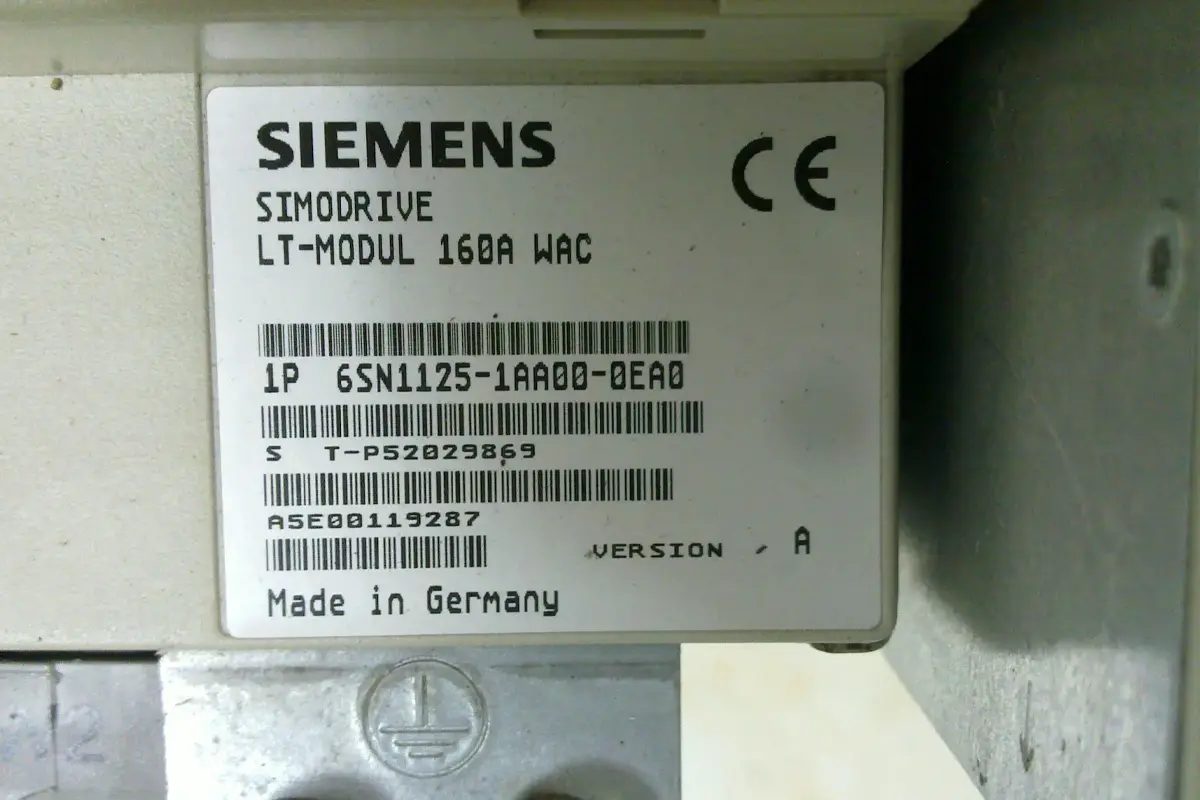 SIEMENS
CE
SIMODRIVE
LT-MODUL 160A WAC
1P 6SN1125-1AA00-0EA0
S T-P52029869
A5E00119287
VERSION A
Made in Germany